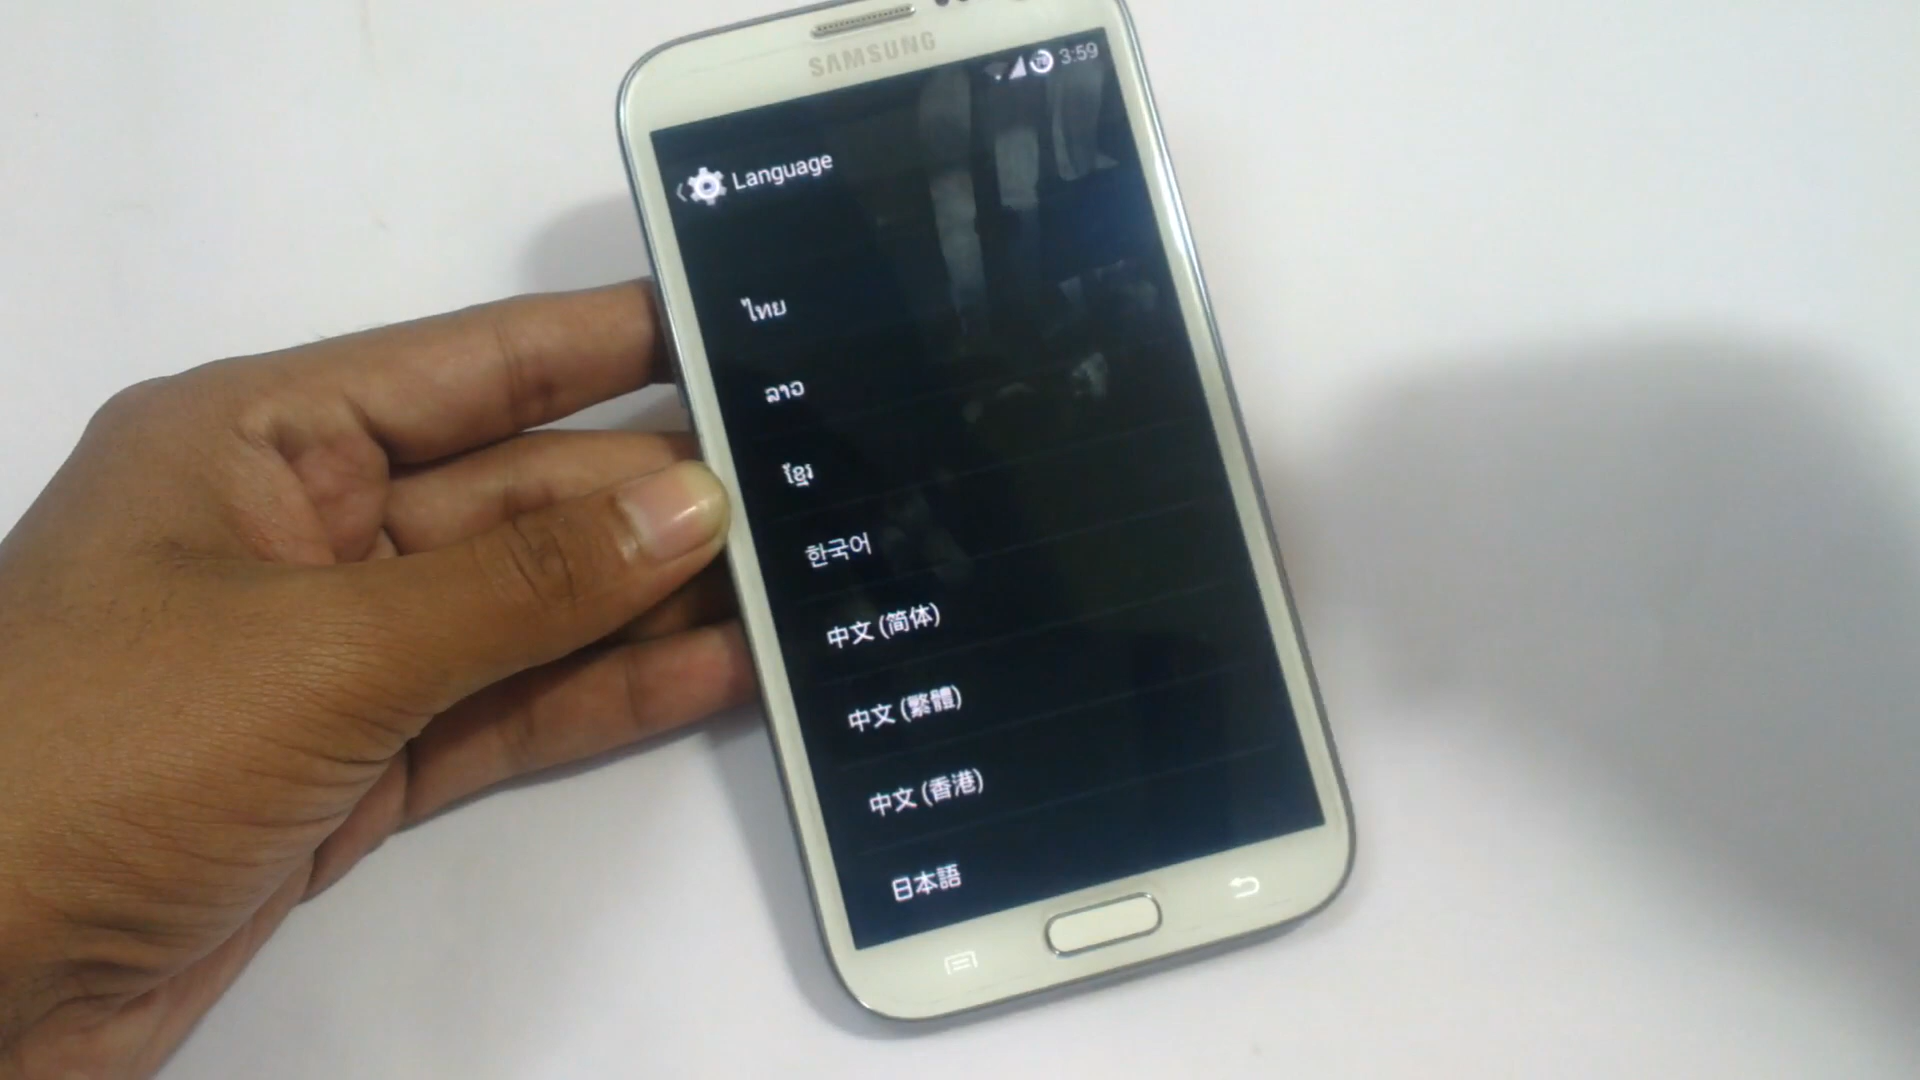 SAMSUNG
3:59
Language
ไทย
ລາວ
ខ្មែរ
한국어
中文 (简体)
中文 (繁體)
中文 (香港)
日本語